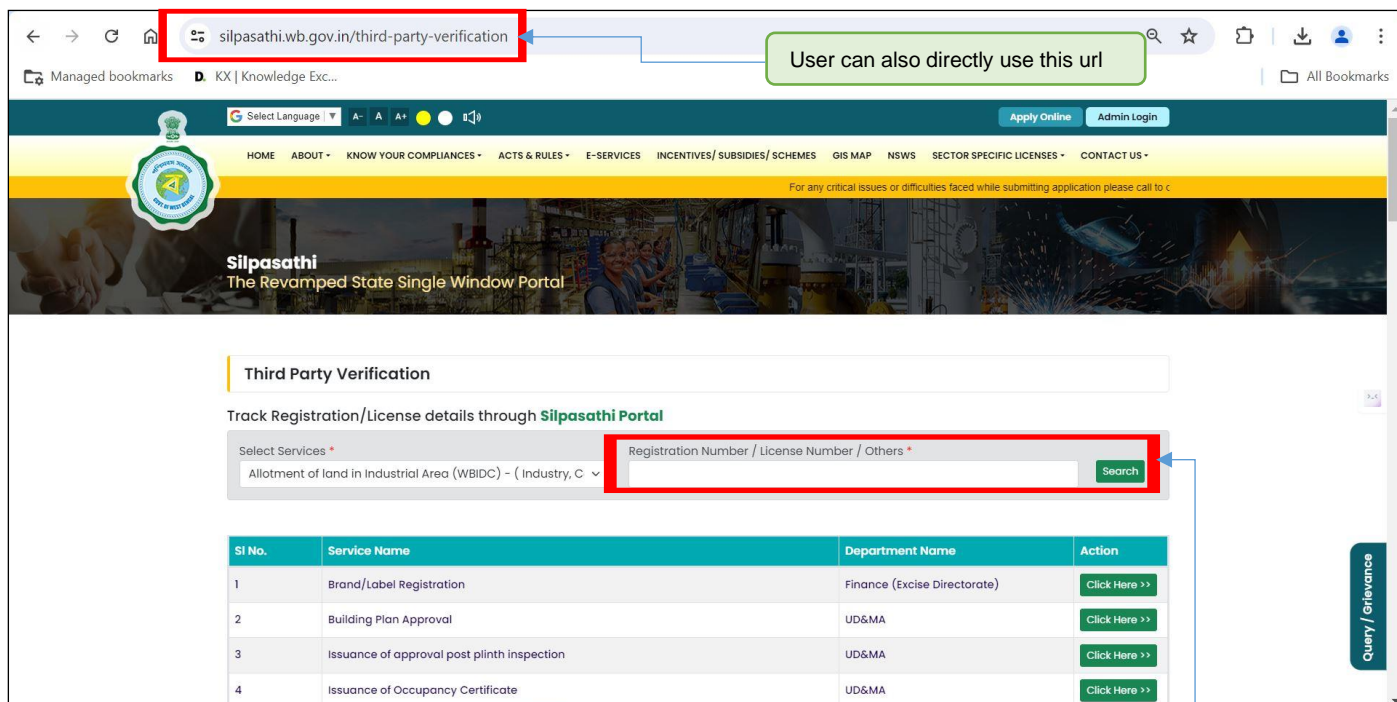 silpasathi.wb.gov.in/third-party-verification
User can also directly use this url
Managed bookmarks
D. KX | Knowledge Exc...
All Bookmarks
G Select Language ▼ A- A A+
Apply Online Admin Login
HOME ABOUT KNOW YOUR COMPLIANCES ACTS & RULES E-SERVICES INCENTIVES/ SUBSIDIES/ SCHEMES GIS MAP NSWS SECTOR SPECIFIC LICENSES CONTACT US
For any critical issues or difficulties faced while submitting application please call to c
Silpasathi
The Revamped State Single Window Portal
Third Party Verification
Track Registration/License details through Silpasathi Portal
Select Services * Registration Number / License Number / Others *
Allotment of land in Industrial Area (WBIDC) - ( Industry, C Search
Sl No. Service Name Department Name Action
1 Brand/Label Registration Finance (Excise Directorate) Click Here >>
2 Building Plan Approval UD&MA Click Here >>
3 Issuance of approval post plinth inspection UD&MA Click Here >>
4 Issuance of Occupancy Certificate UD&MA Click Here >>
Query / Grievance